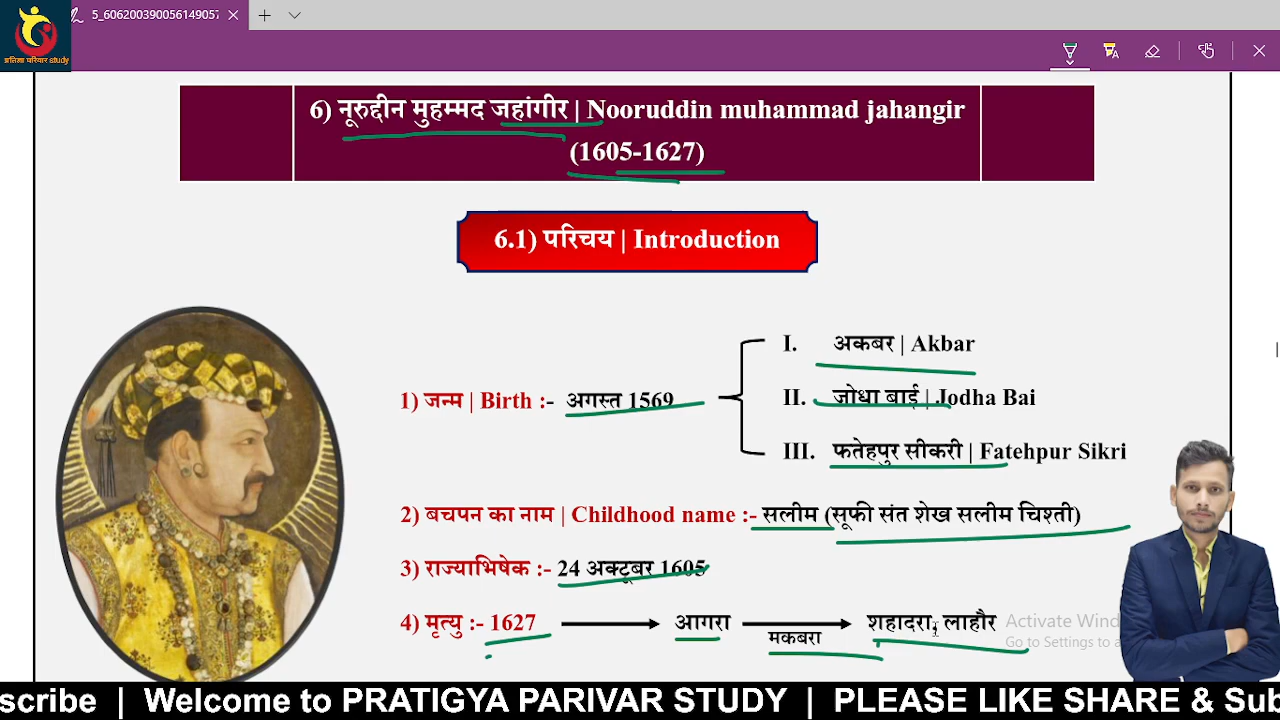 5_606200390056149057
प्रतिज्ञा परिवार study
6) नूरुद्दीन मुहम्मद जहांगीर | Nooruddin muhammad jahangir
(1605-1627)
6.1) परिचय | Introduction
I. अकबर | Akbar
1) जन्म | Birth :- अगस्त 1569
II. जोधा बाई | Jodha Bai
III. फतेहपुर सीकरी | Fatehpur Sikri
2) बचपन का नाम | Childhood name :- सलीम (सूफी संत शेख सलीम चिश्ती)
3) राज्याभिषेक :- 24 अक्टूबर 1605
4) मृत्यु :- 1627 आगरा मकबरा शहादरा, लाहौर
Activate Wind
Go to Settings to a
scribe | Welcome to PRATIGYA PARIVAR STUDY | PLEASE LIKE SHARE & Sub